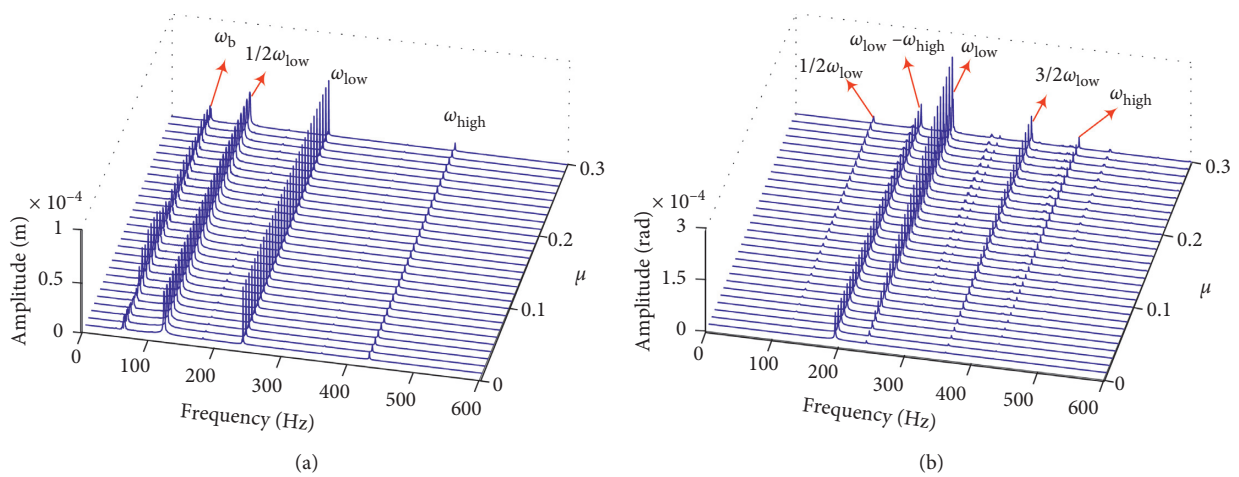 ω_b
1/2ω_low
ω_low
ω_high
0.3
0.2
μ
0.1
0
× 10⁻⁴
1
0.5
0
Amplitude (m)
0
100
200
300
400
500
600
Frequency (Hz)
(a)
1/2ω_low
ω_low −ω_high
ω_low
3/2ω_low
ω_high
0.3
0.2
μ
0.1
0
× 10⁻⁴
3
1.5
0
Amplitude (rad)
0
100
200
300
400
500
600
Frequency (Hz)
(b)